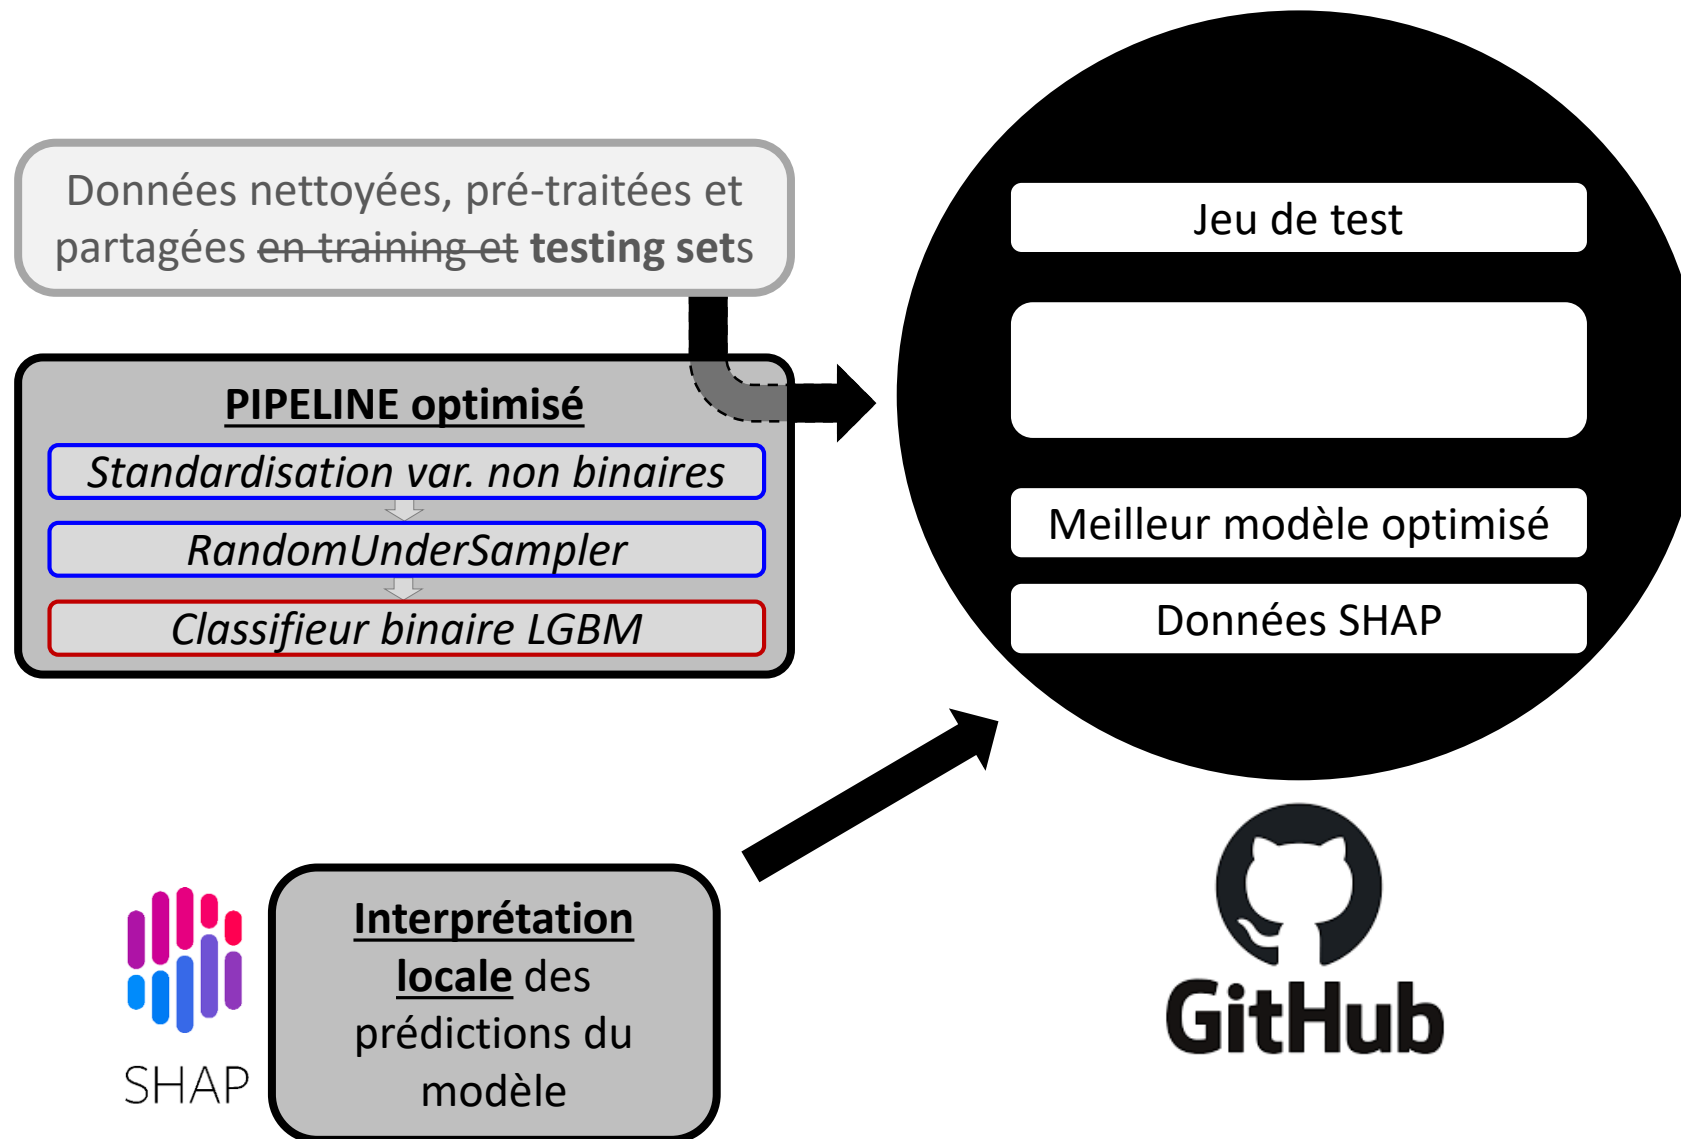 Données nettoyées, pré-traitées et
partagées en training et testing sets
PIPELINE optimisé
Standardisation var. non binaires
RandomUnderSampler
Classifieur binaire LGBM
Jeu de test
Meilleur modèle optimisé
Données SHAP
SHAP
Interprétation
locale des
prédictions du
modèle
GitHub